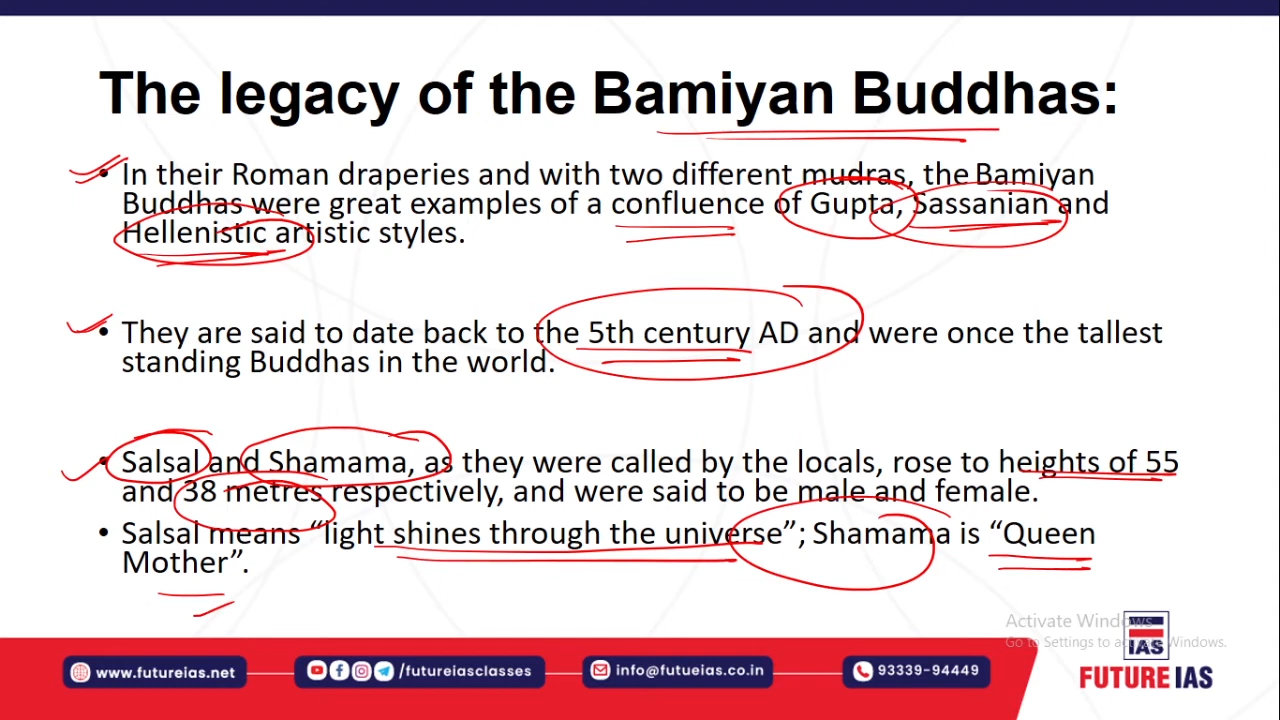 The legacy of the Bamiyan Buddhas:
• In their Roman draperies and with two different mudras, the Bamiyan
Buddhas were great examples of a confluence of Gupta, Sassanian and
Hellenistic artistic styles.
• They are said to date back to the 5th century AD and were once the tallest
standing Buddhas in the world.
• Salsal and Shamama, as they were called by the locals, rose to heights of 55
and 38 metres respectively, and were said to be male and female.
• Salsal means “light shines through the universe”; Shamama is “Queen
Mother”.
Activate Windows
Go to Settings to activate Windows.
IAS
FUTURE IAS
www.futureias.net
/futureiasclasses
info@futueias.co.in
93339-94449